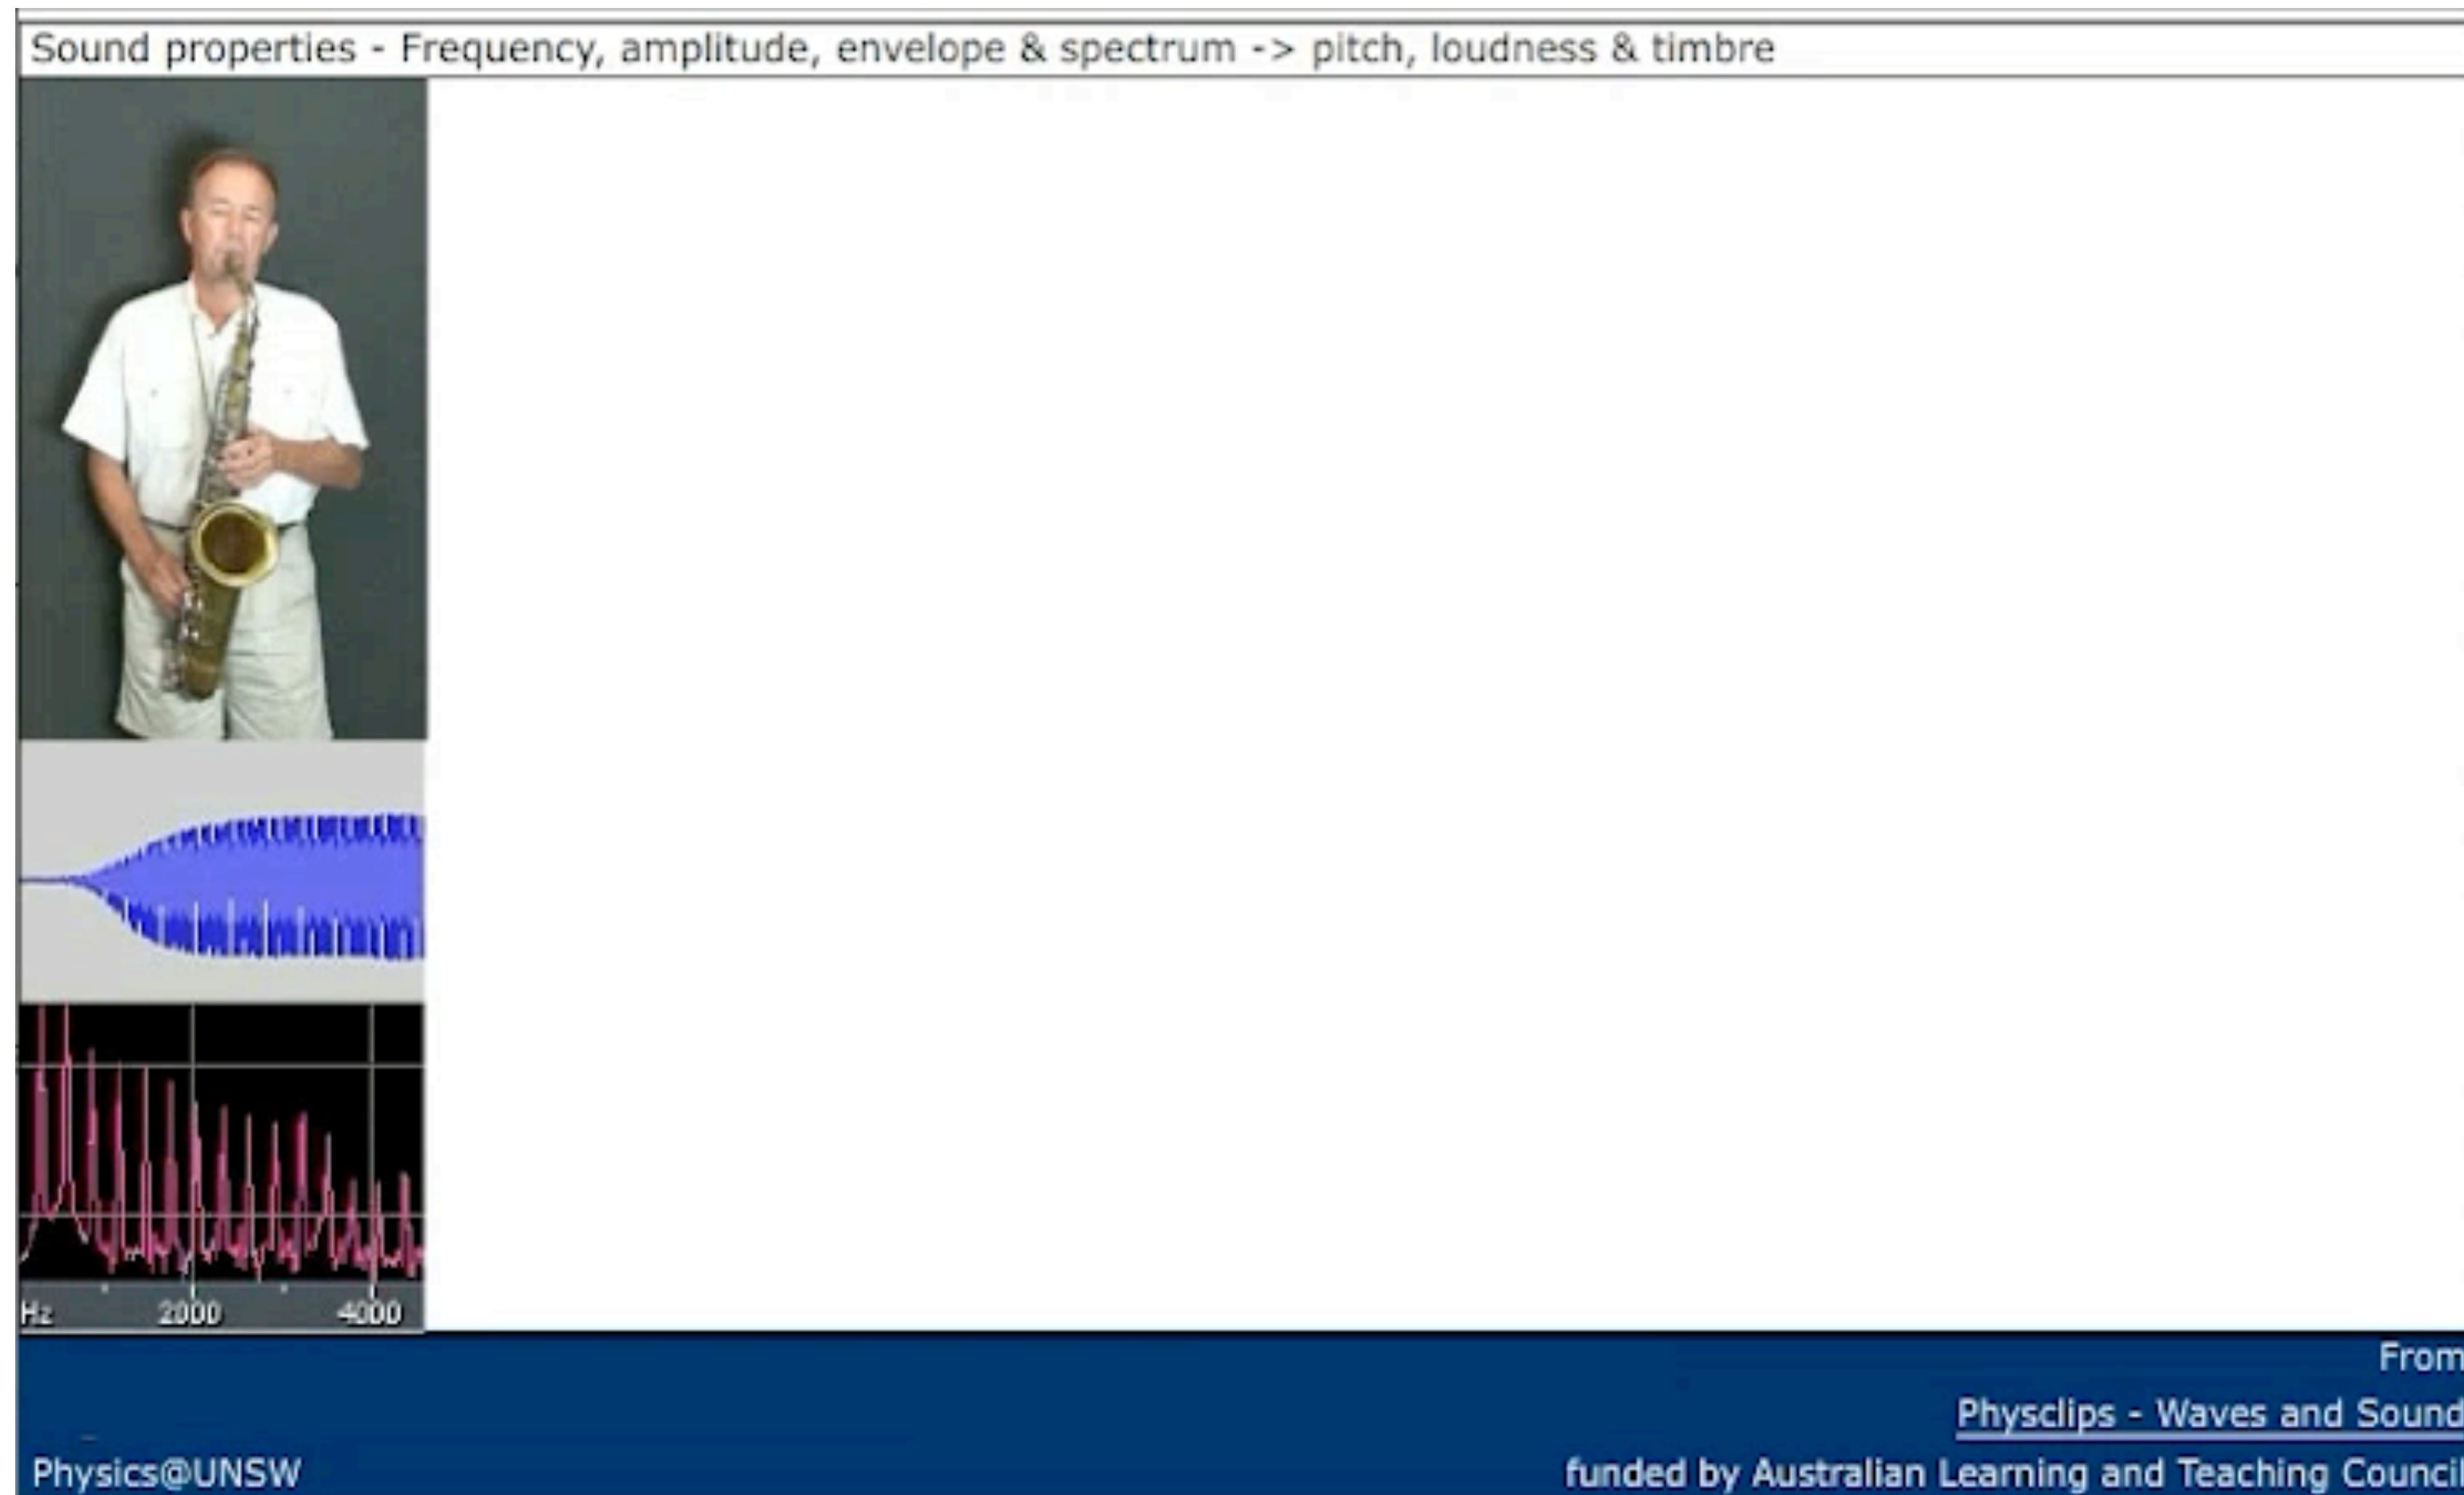 Sound properties - Frequency, amplitude, envelope & spectrum -> pitch, loudness & timbre
Hz 2000 4000
From
Physclips - Waves and Sound
Physics@UNSW funded by Australian Learning and Teaching Council